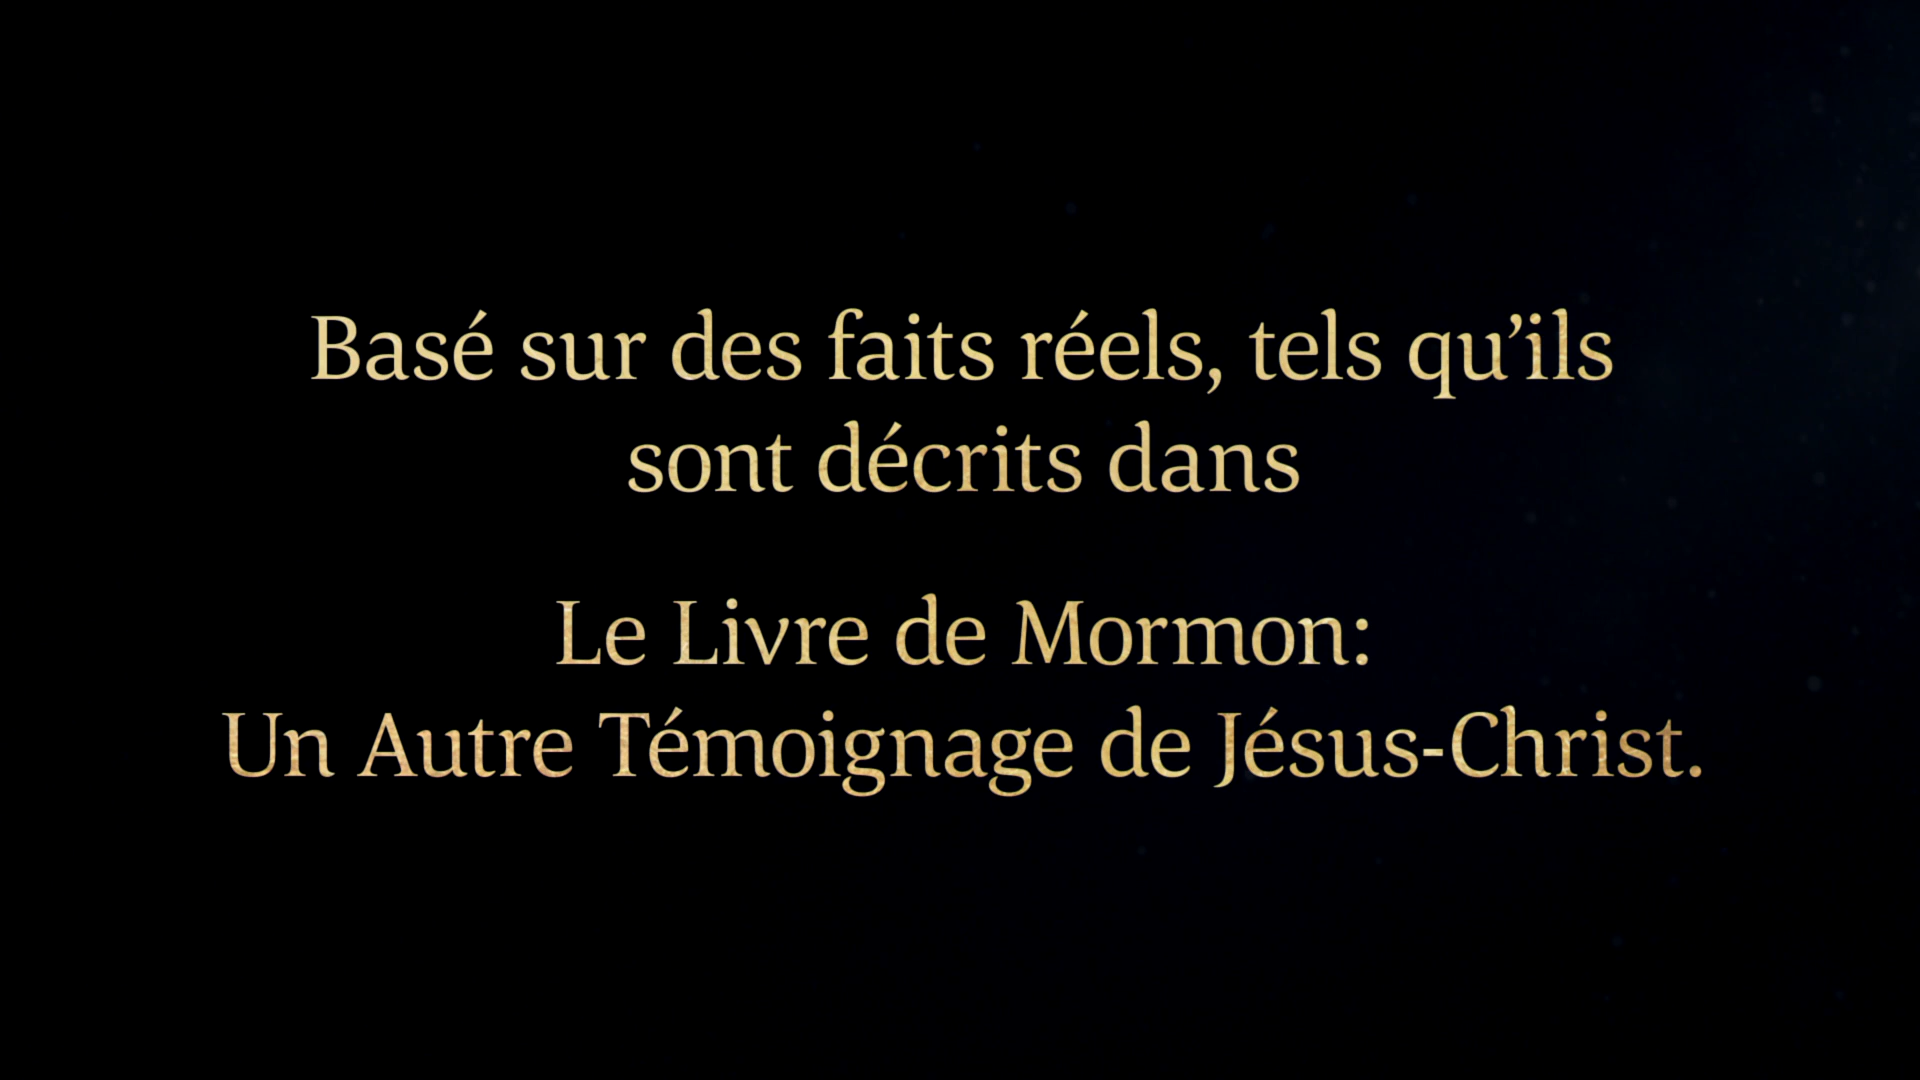 Basé sur des faits réels, tels qu’ils
sont décrits dans
Le Livre de Mormon:
Un Autre Témoignage de Jésus-Christ.